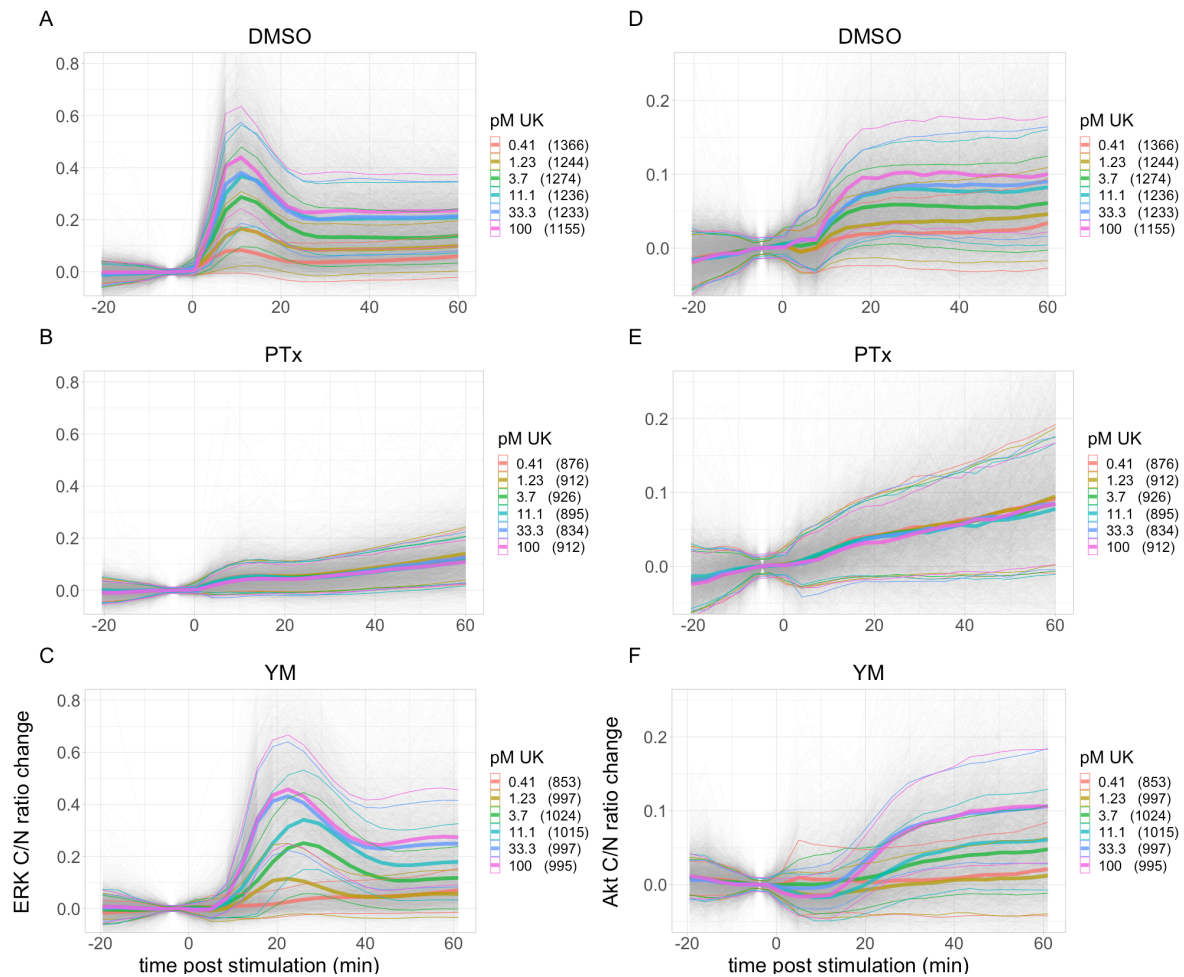 A
DMSO
0.8
0.6
0.4
0.2
0.0
-20 0 20 40 60
pM UK
0.41 (1366)
1.23 (1244)
3.7 (1274)
11.1 (1236)
33.3 (1233)
100 (1155)
D
DMSO
0.2
0.1
0.0
-20 0 20 40 60
pM UK
0.41 (1366)
1.23 (1244)
3.7 (1274)
11.1 (1236)
33.3 (1233)
100 (1155)
B
PTx
0.8
0.6
0.4
0.2
0.0
-20 0 20 40 60
pM UK
0.41 (876)
1.23 (912)
3.7 (926)
11.1 (895)
33.3 (834)
100 (912)
E
PTx
0.2
0.1
0.0
-20 0 20 40 60
pM UK
0.41 (876)
1.23 (912)
3.7 (926)
11.1 (895)
33.3 (834)
100 (912)
C
YM
ERK C/N ratio change
0.8
0.6
0.4
0.2
0.0
-20 0 20 40 60
time post stimulation (min)
pM UK
0.41 (853)
1.23 (997)
3.7 (1024)
11.1 (1015)
33.3 (997)
100 (995)
F
YM
Akt C/N ratio change
0.2
0.1
0.0
-20 0 20 40 60
time post stimulation (min)
pM UK
0.41 (853)
1.23 (997)
3.7 (1024)
11.1 (1015)
33.3 (997)
100 (995)